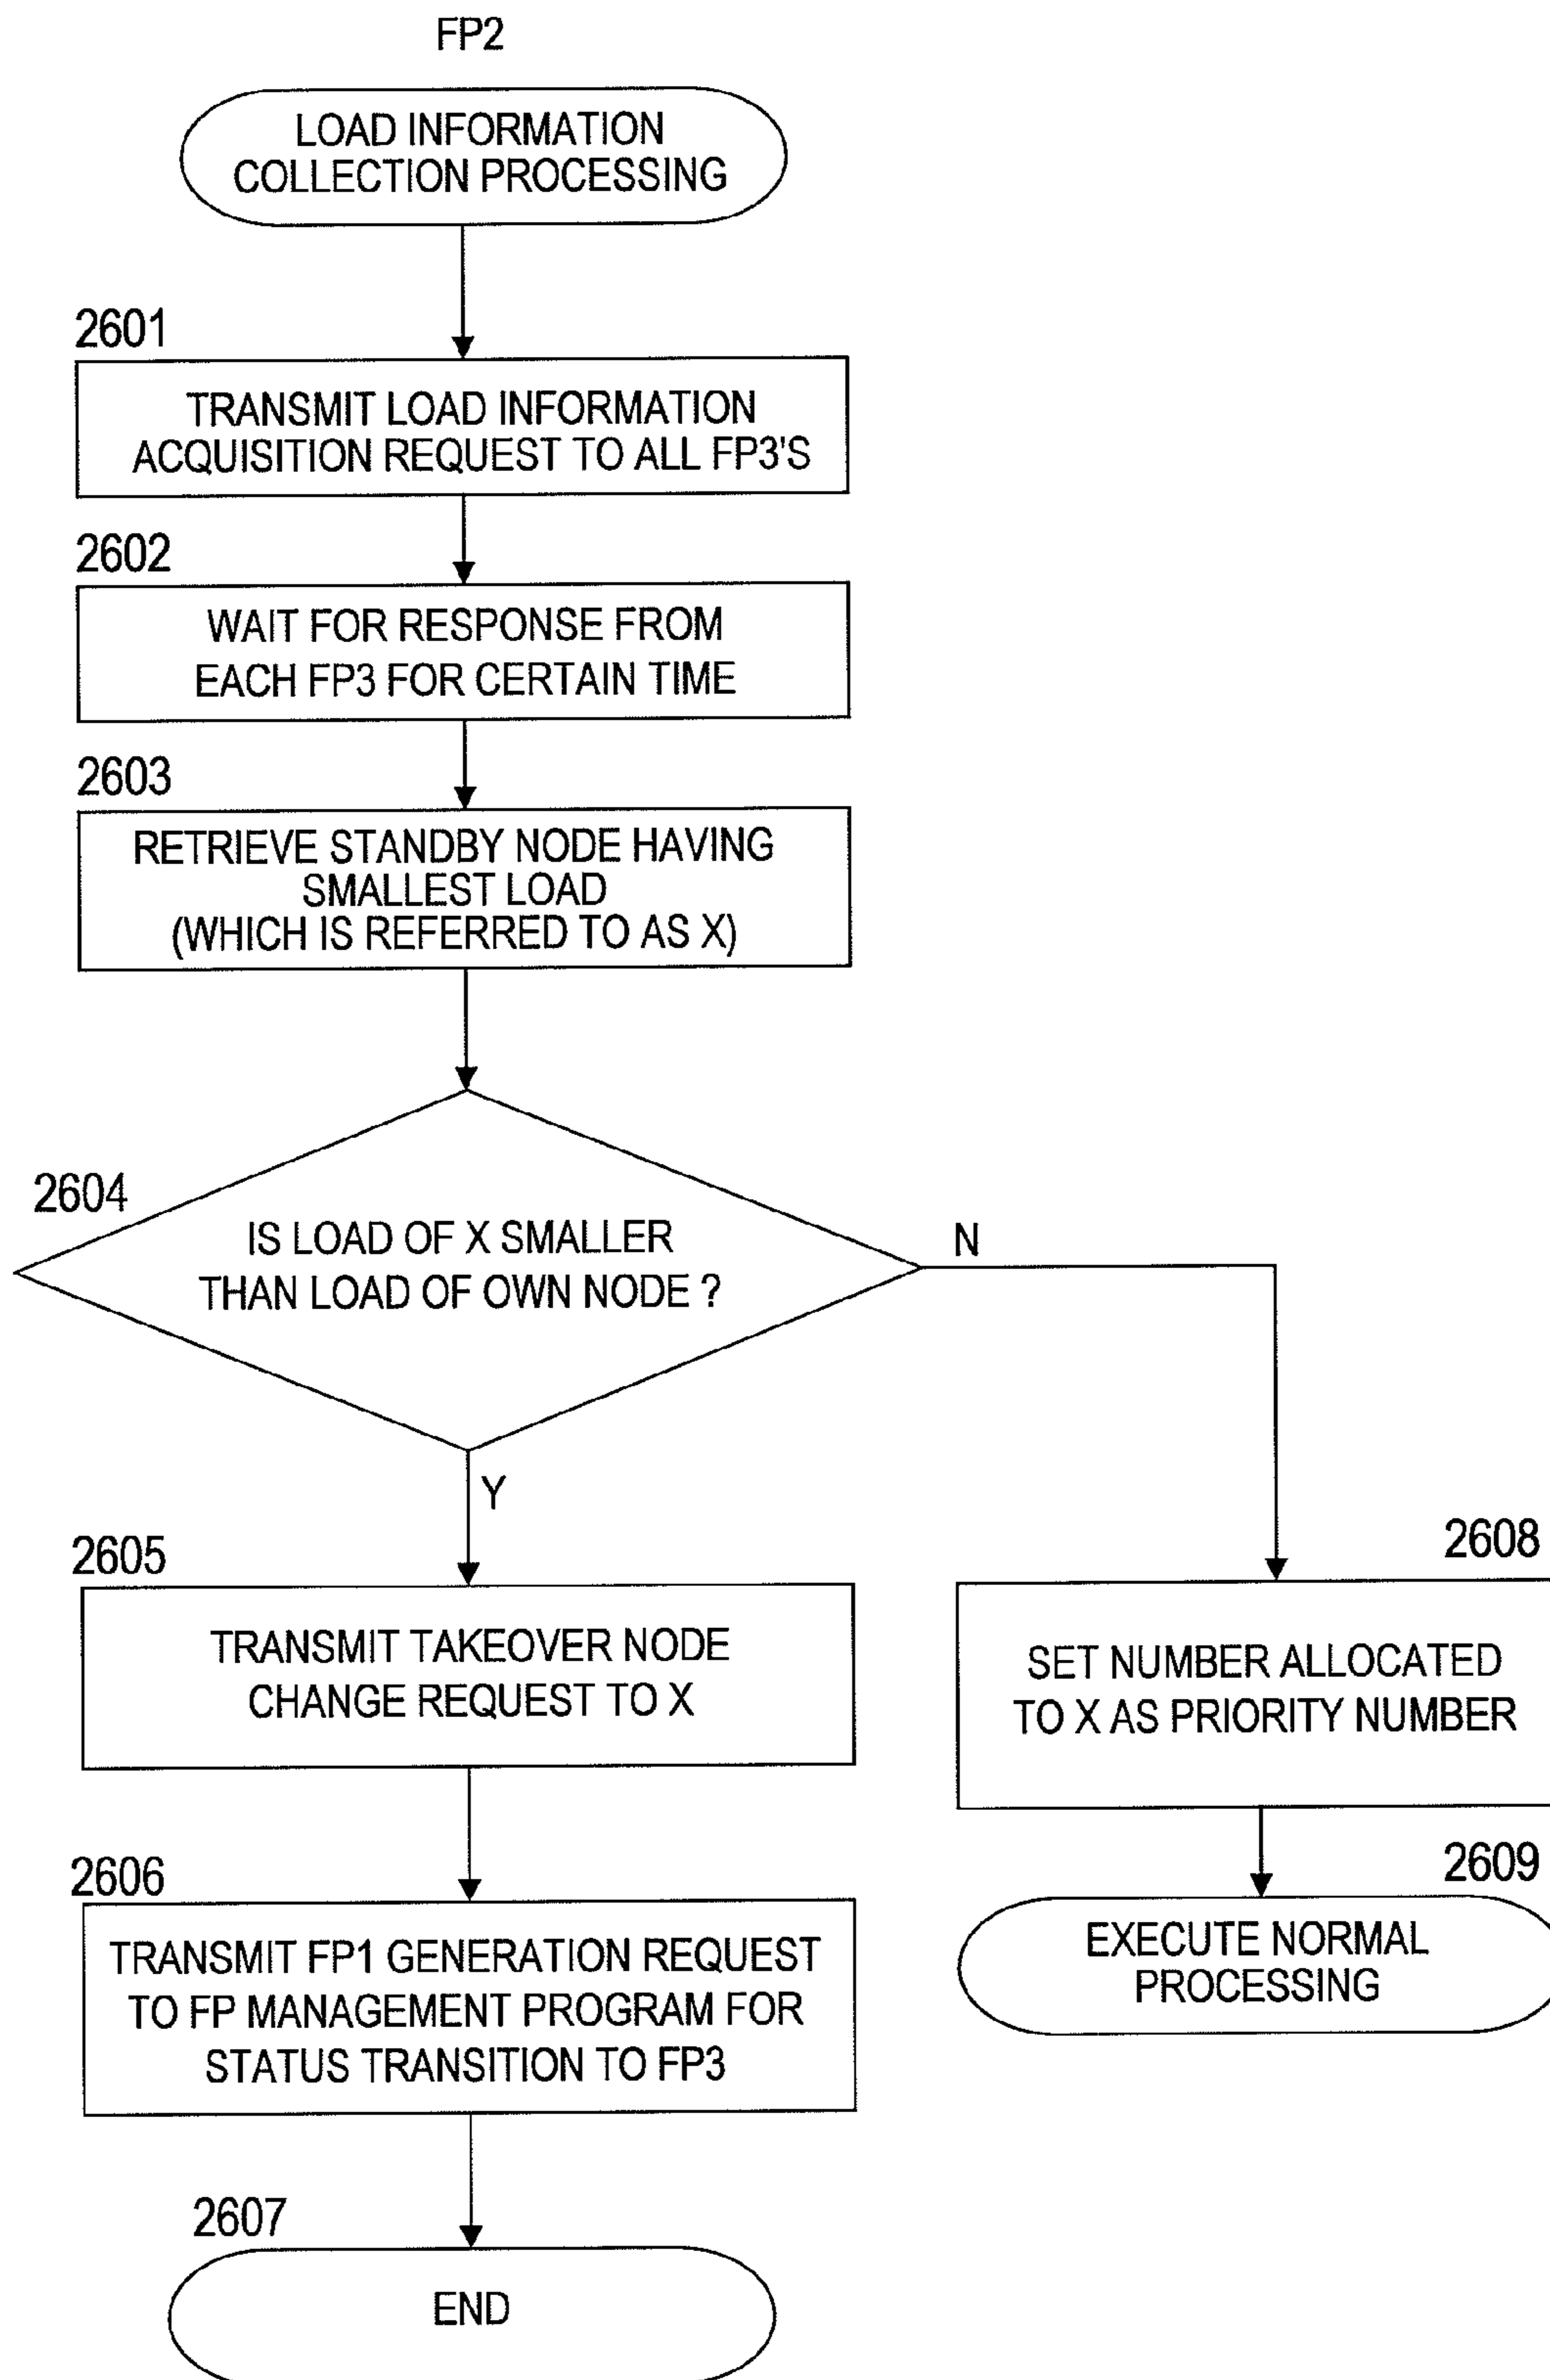 FP2
LOAD INFORMATION
COLLECTION PROCESSING
2601
TRANSMIT LOAD INFORMATION
ACQUISITION REQUEST TO ALL FP3'S
2602
WAIT FOR RESPONSE FROM
EACH FP3 FOR CERTAIN TIME
2603
RETRIEVE STANDBY NODE HAVING
SMALLEST LOAD
(WHICH IS REFERRED TO AS X)
2604
IS LOAD OF X SMALLER
THAN LOAD OF OWN NODE ?
N
Y
2605
TRANSMIT TAKEOVER NODE
CHANGE REQUEST TO X
2606
TRANSMIT FP1 GENERATION REQUEST
TO FP MANAGEMENT PROGRAM FOR
STATUS TRANSITION TO FP3
2607
END
2608
SET NUMBER ALLOCATED
TO X AS PRIORITY NUMBER
2609
EXECUTE NORMAL
PROCESSING